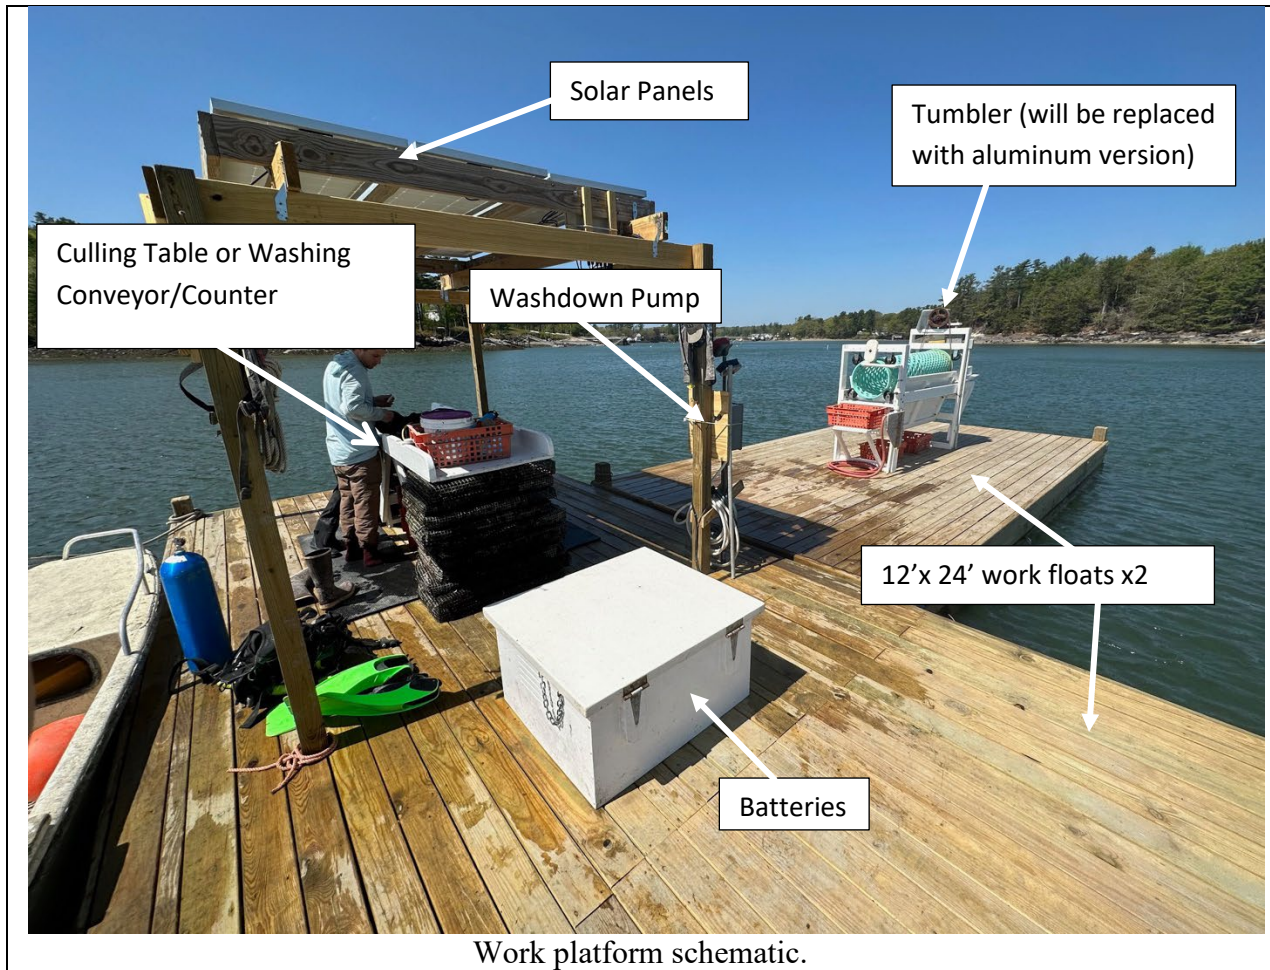 Solar Panels
Tumbler (will be replaced
with aluminum version)
Culling Table or Washing
Conveyor/Counter
Washdown Pump
12’x 24’ work floats x2
Batteries
Work platform schematic.